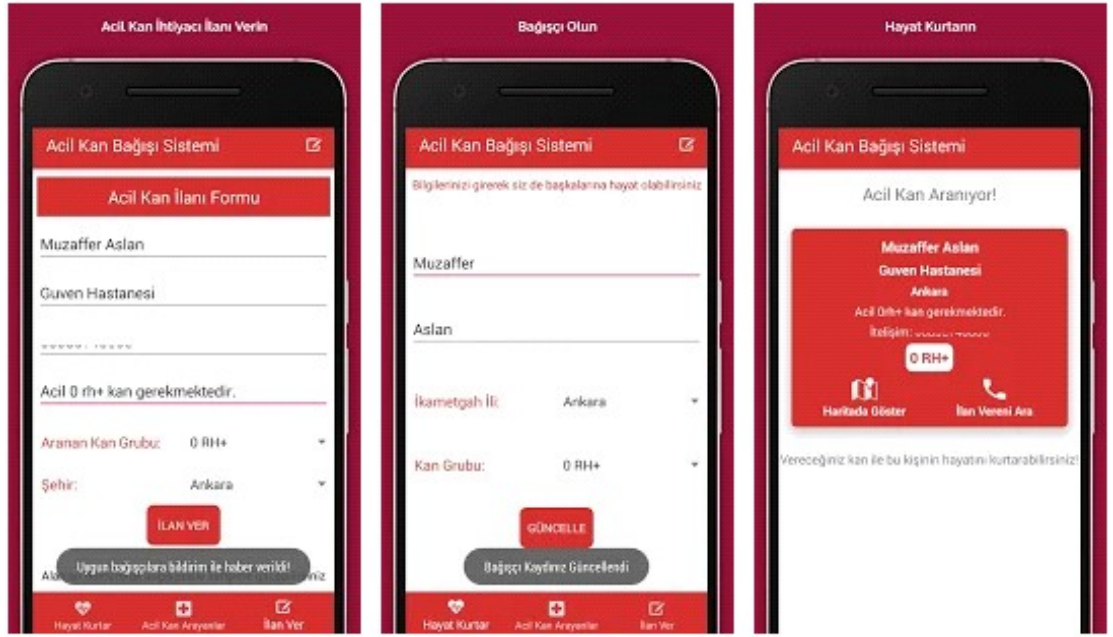 Acil Kan İhtiyacı İlanı Verin
Acil Kan Bağışı Sistemi
Acil Kan İlanı Formu
Muzaffer Aslan
Guven Hastanesi
Acil 0 rh+ kan gerekmektedir.
Aranan Kan Grubu: 0 RH+
Şehir: Ankara
İLAN VER
Uygun bağışçılara bildirim ile haber verildi!
Hayat Kurtar Acil Kan Arayanlar İlan Ver
Bağışçı Olun
Acil Kan Bağışı Sistemi
Bilgilerinizi girerek siz de başkalarına hayat olabilirsiniz
Muzaffer
Aslan
İkametgah İli: Ankara
Kan Grubu: 0 RH+
GÜNCELLE
Bağışçı Kaydınız Güncellendi
Hayat Kurtar Acil Kan Arayanlar İlan Ver
Hayat Kurtarın
Acil Kan Bağışı Sistemi
Acil Kan Aranıyor!
Muzaffer Aslan
Guven Hastanesi
Ankara
Acil 0rh+ kan gerekmektedir.
İtelişim:
0 RH+
Haritada Göster İlan Vereni Ara
Vereceğiniz kan ile bu kişinin hayatını kurtarabilirsiniz!